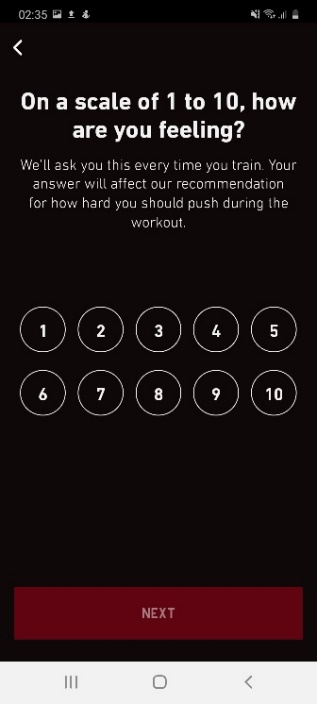 02:35
On a scale of 1 to 10, how
are you feeling?
We'll ask you this every time you train. Your
answer will affect our recommendation
for how hard you should push during the
workout.
1 2 3 4 5
6 7 8 9 10
NEXT